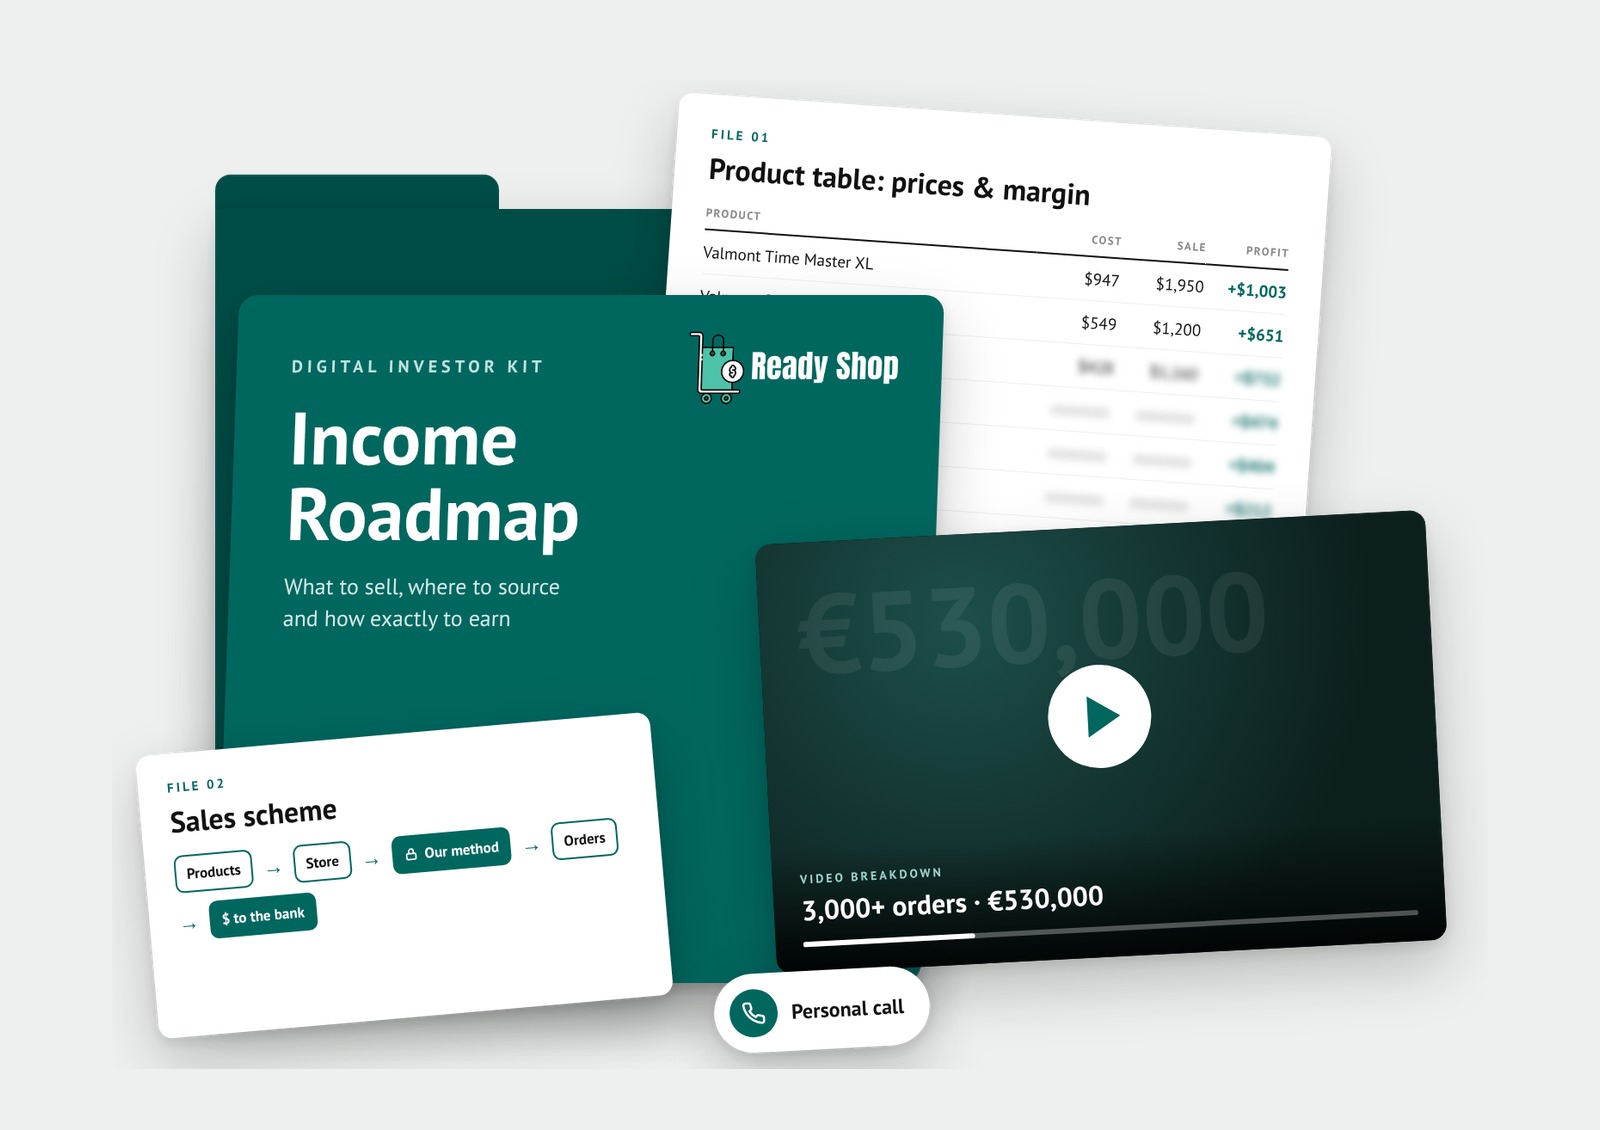 FILE 01
Product table: prices & margin
PRODUCT COST SALE PROFIT
Valmont Time Master XL $947 $1,950 +$1,003
$549 $1,200 +$651
DIGITAL INVESTOR KIT
Ready Shop
Income
Roadmap
What to sell, where to source
and how exactly to earn
€530,000
VIDEO BREAKDOWN
3,000+ orders · €530,000
FILE 02
Sales scheme
Products → Store → Our method → Orders
→ $ to the bank
Personal call